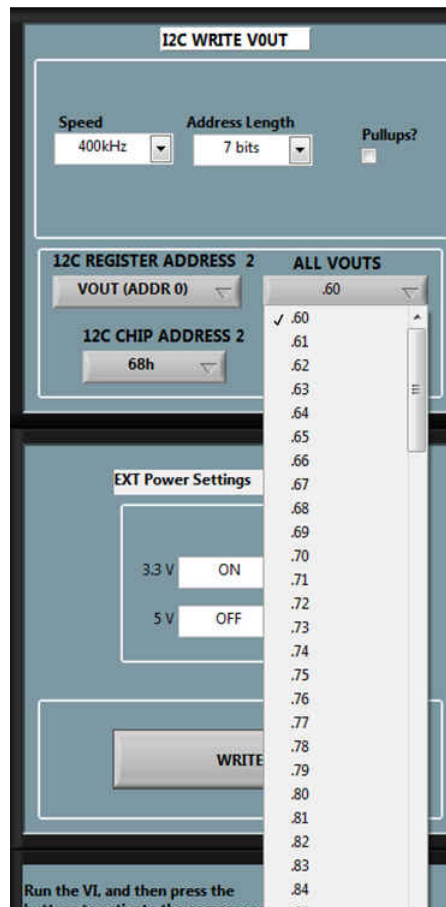 I2C WRITE V0UT
Speed
Address Length
Pullups?
400kHz
7 bits
12C REGISTER ADDRESS 2
ALL VOUTS
VOUT (ADDR 0)
.60
12C CHIP ADDRESS 2
68h
✓ .60
.61
.62
.63
.64
.65
.66
.67
.68
.69
.70
.71
.72
.73
.74
.75
.76
.77
.78
.79
.80
.81
.82
.83
.84
EXT Power Settings
3.3 V
ON
5 V
OFF
WRITE
Run the VI, and then press the